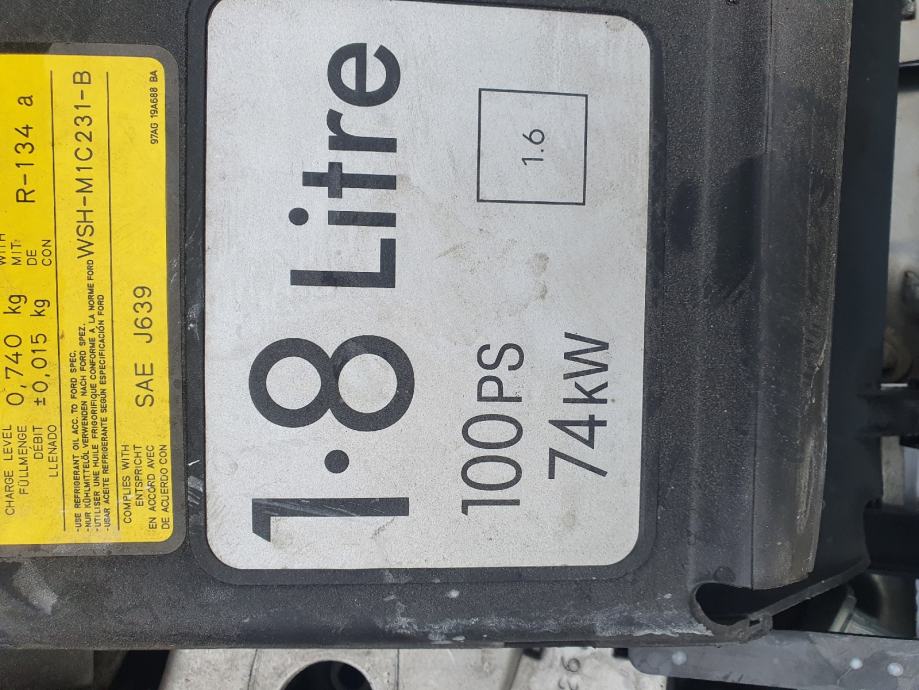 CHARGE LEVEL
FÜLLMENGE
DÉBIT
LLENADO
0,740 kg
±0,015 kg
WITH
MIT
DE
CON
R-134 a
-USE REFRIGERANT OIL ACC. TO FORD SPEC.
-NUR KÜHLMITTELÖL VERWENDEN NACH FORD SPEZ.
-UTILISER UNE HUILE FRIGORIFIQUE CONFORME A LA NORME FORD
-USAR ACEITE REFRIGERANTE SEGÚN ESPECIFICACIÓN FORD
WSH-M1C231-B
COMPLIES WITH
ENTSPRICHT
EN ACCORD AVEC
DE ACUERDO CON
SAE J639
97AG 19A688 BA
1·8 Litre
100PS
74kW
1.6